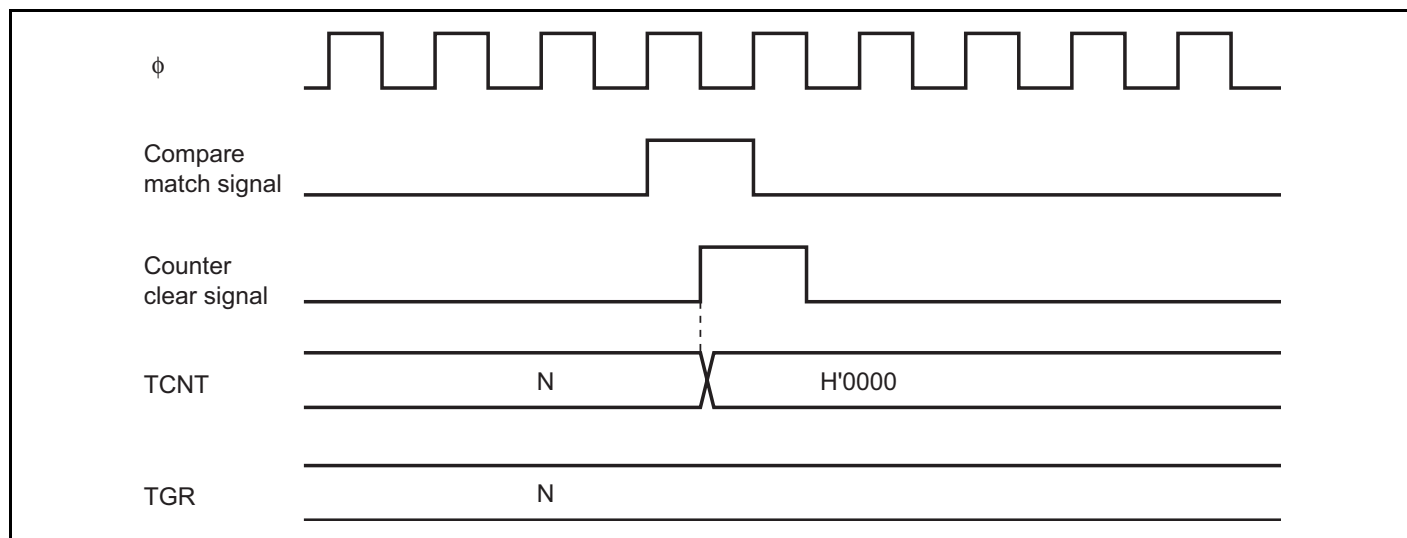 ϕ
Compare
match signal
Counter
clear signal
TCNT
N
H'0000
TGR
N